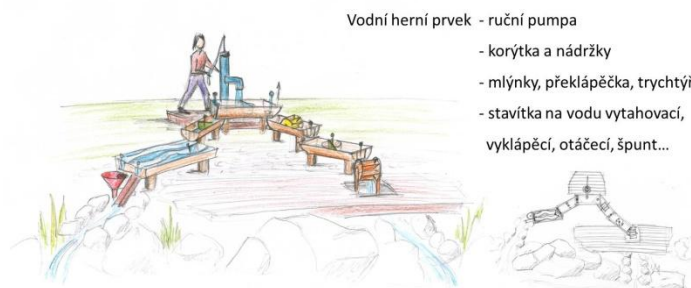 Vodní herní prvek - ruční pumpa
- korýtka a nádržky
- mlýnky, překlápěčka, trychtýř
- stavítka na vodu vytahovací,
vyklápěcí, otáčecí, špunt...